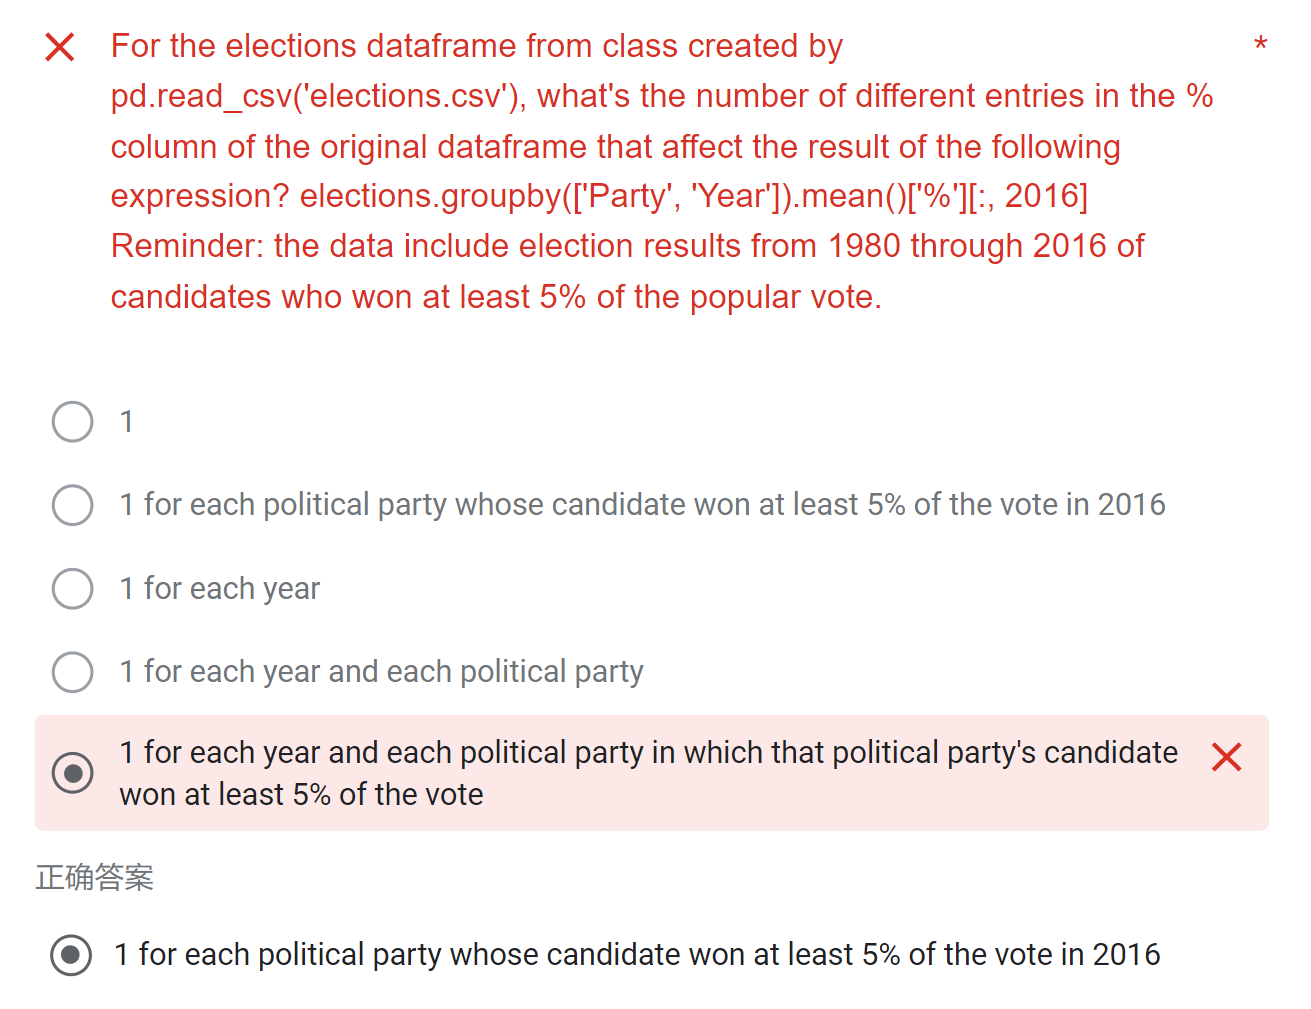 For the elections dataframe from class created by *
pd.read_csv('elections.csv'), what's the number of different entries in the %
column of the original dataframe that affect the result of the following
expression? elections.groupby(['Party', 'Year']).mean()['%'][:, 2016]
Reminder: the data include election results from 1980 through 2016 of
candidates who won at least 5% of the popular vote.
1
1 for each political party whose candidate won at least 5% of the vote in 2016
1 for each year
1 for each year and each political party
1 for each year and each political party in which that political party's candidate
won at least 5% of the vote
正确答案
1 for each political party whose candidate won at least 5% of the vote in 2016